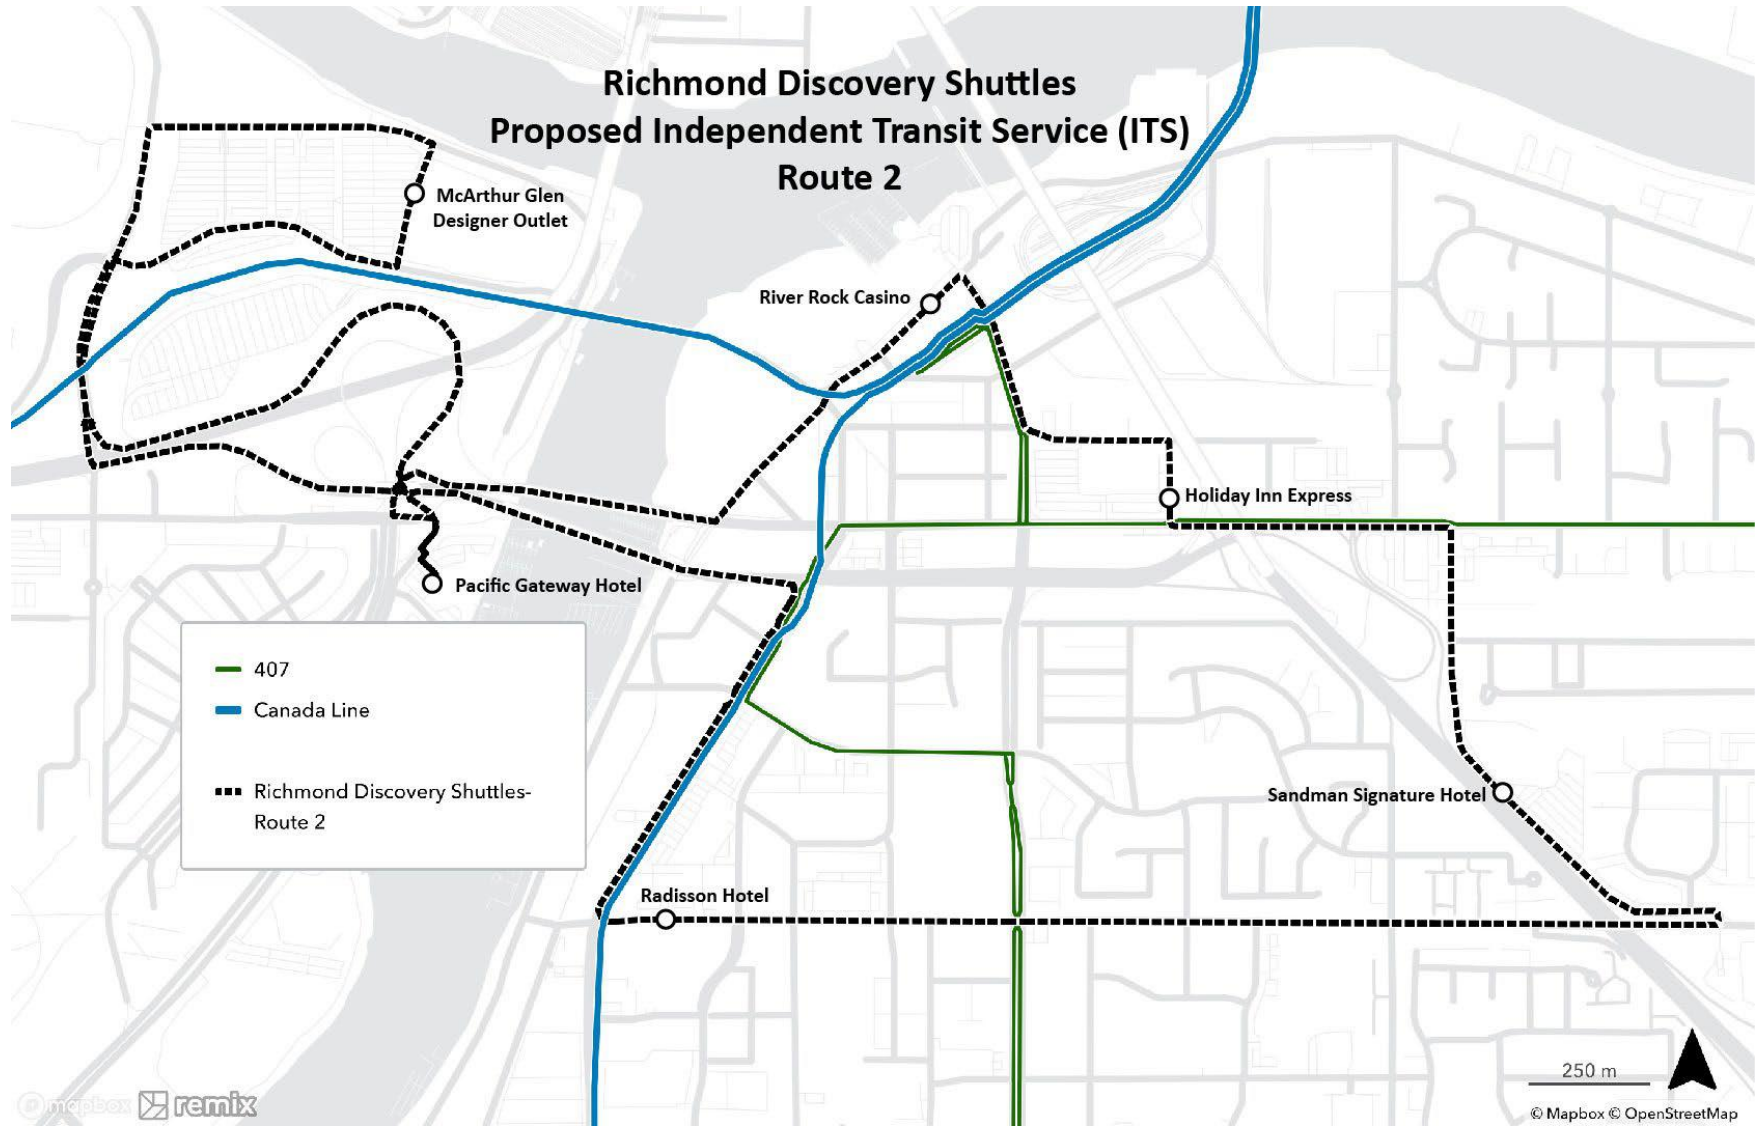 Richmond Discovery Shuttles
Proposed Independent Transit Service (ITS)
Route 2
McArthur Glen
Designer Outlet
River Rock Casino
Holiday Inn Express
Pacific Gateway Hotel
407
Canada Line
Richmond Discovery Shuttles-
Route 2
Sandman Signature Hotel
Radisson Hotel
250 m
mapbox remix
© Mapbox © OpenStreetMap